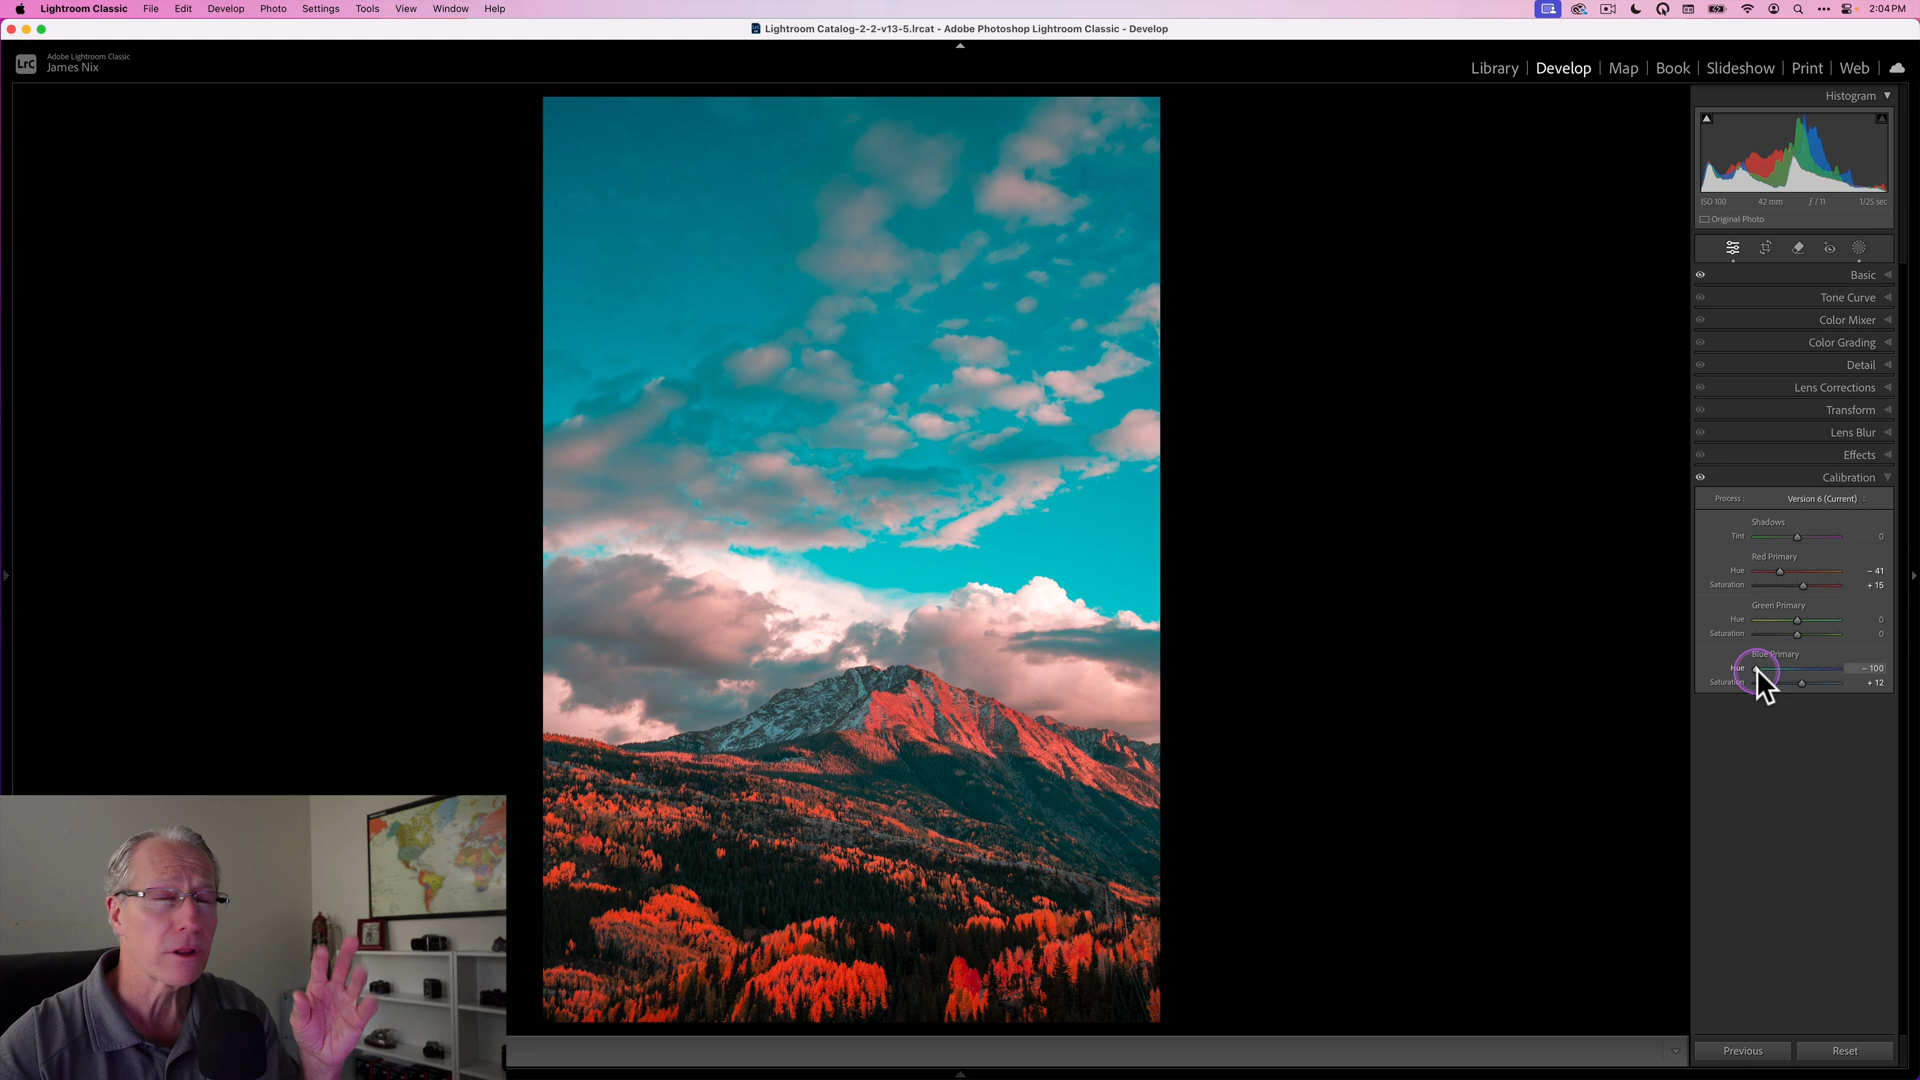 Lightroom Classic File Edit Develop Photo Settings Tools View Window Help 2:04 PM
Lightroom Catalog-2-2-v13-5.lrcat - Adobe Photoshop Lightroom Classic - Develop
LrC
Adobe Lightroom Classic
James Nix
Library | Develop | Map | Book | Slideshow | Print | Web |
Histogram
ISO 100 42 mm ƒ / 11 1/25 sec
Original Photo
Basic
Tone Curve
Color Mixer
Color Grading
Detail
Lens Corrections
Transform
Lens Blur
Effects
Calibration
Process : Version 6 (Current)
Shadows
Tint 0
Red Primary
Hue - 41
Saturation + 15
Green Primary
Hue 0
Saturation 0
Blue Primary
Hue - 100
Saturation + 12
Previous Reset